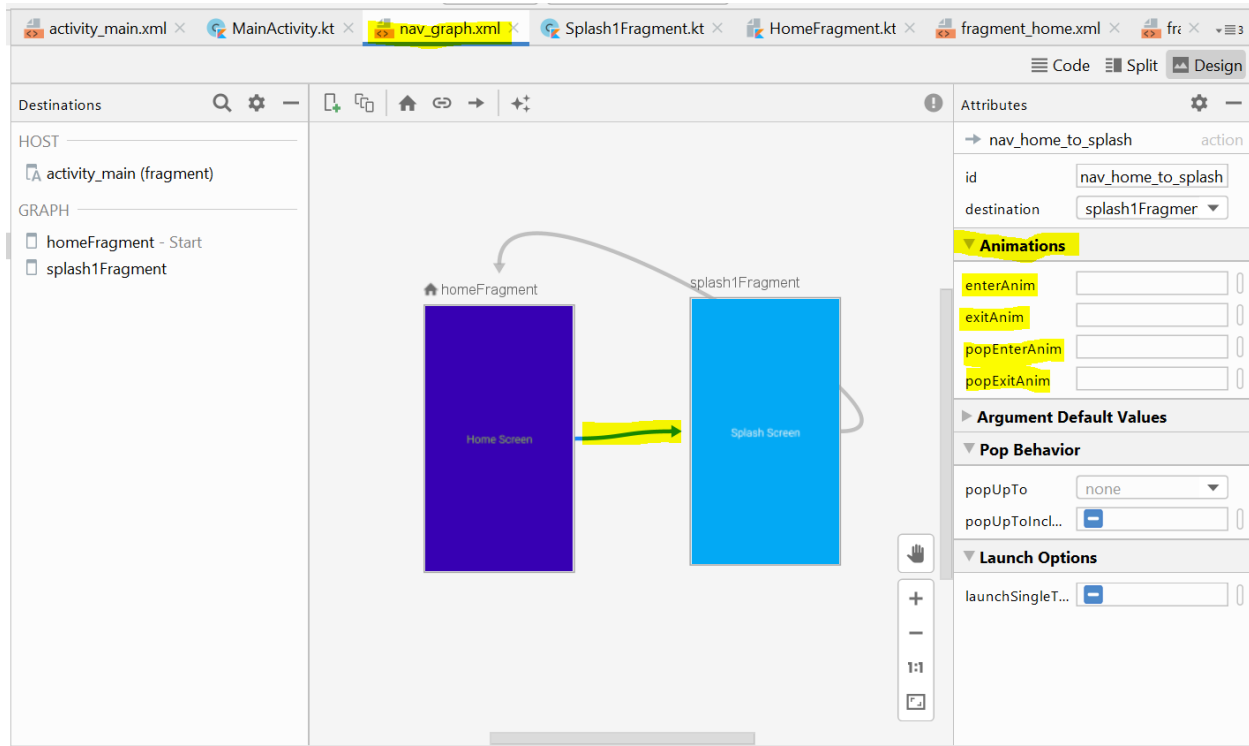 activity_main.xml MainActivity.kt nav_graph.xml Splash1Fragment.kt HomeFragment.kt fragment_home.xml fra 3
Code Split Design
Destinations
HOST
activity_main (fragment)
GRAPH
homeFragment - Start
splash1Fragment
homeFragment
splash1Fragment
Home Screen
Splash Screen
1:1
Attributes
nav_home_to_splash action
id nav_home_to_splash
destination splash1Fragmer
Animations
enterAnim
exitAnim
popEnterAnim
popExitAnim
Argument Default Values
Pop Behavior
popUpTo none
popUpToIncl...
Launch Options
launchSingleT...